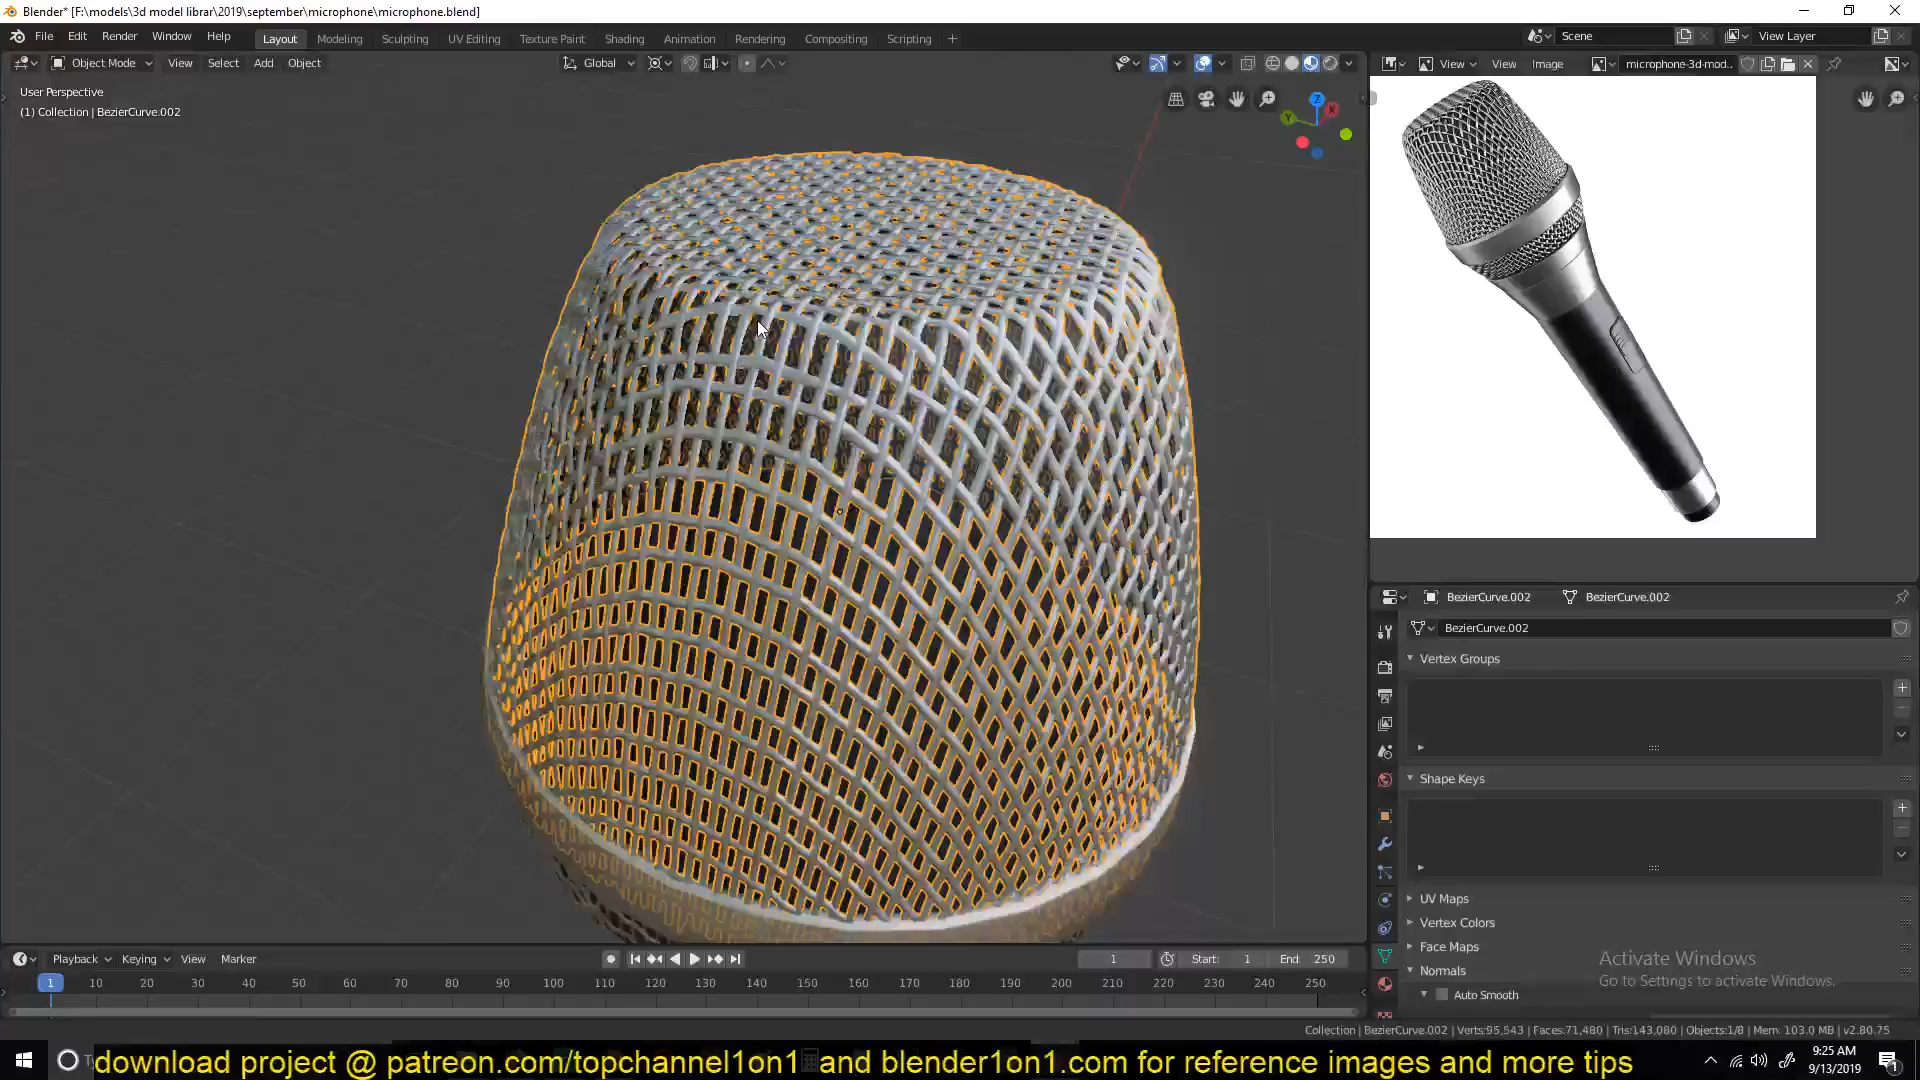 Blender* [F:\models\3d model librar\2019\september\microphone\microphone.blend]
File Edit Render Window Help
Layout Modeling Sculpting UV Editing Texture Paint Shading Animation Rendering Compositing Scripting +
Scene
View Layer
Object Mode View Select Add Object
Global
View View Image microphone-3d-mod..
User Perspective
(1) Collection | BezierCurve.002
Z
X
Y
BezierCurve.002 BezierCurve.002
BezierCurve.002
Vertex Groups
Shape Keys
UV Maps
Vertex Colors
Face Maps
Normals
Auto Smooth
Activate Windows
Go to Settings to activate Windows.
Playback Keying View Marker
1 Start: 1 End: 250
1 10 20 30 40 50 60 70 80 90 100 110 120 130 140 150 160 170 180 190 200 210 220 230 240 250
Collection | BezierCurve.002 | Verts:95,543 | Faces:71,480 | Tris:143,080 | Objects:1/8 | Mem: 103.0 MB | v2.80.75
download project @ patreon.com/topchannel1on1 and blender1on1.com for reference images and more tips
9:25 AM
9/13/2019
1